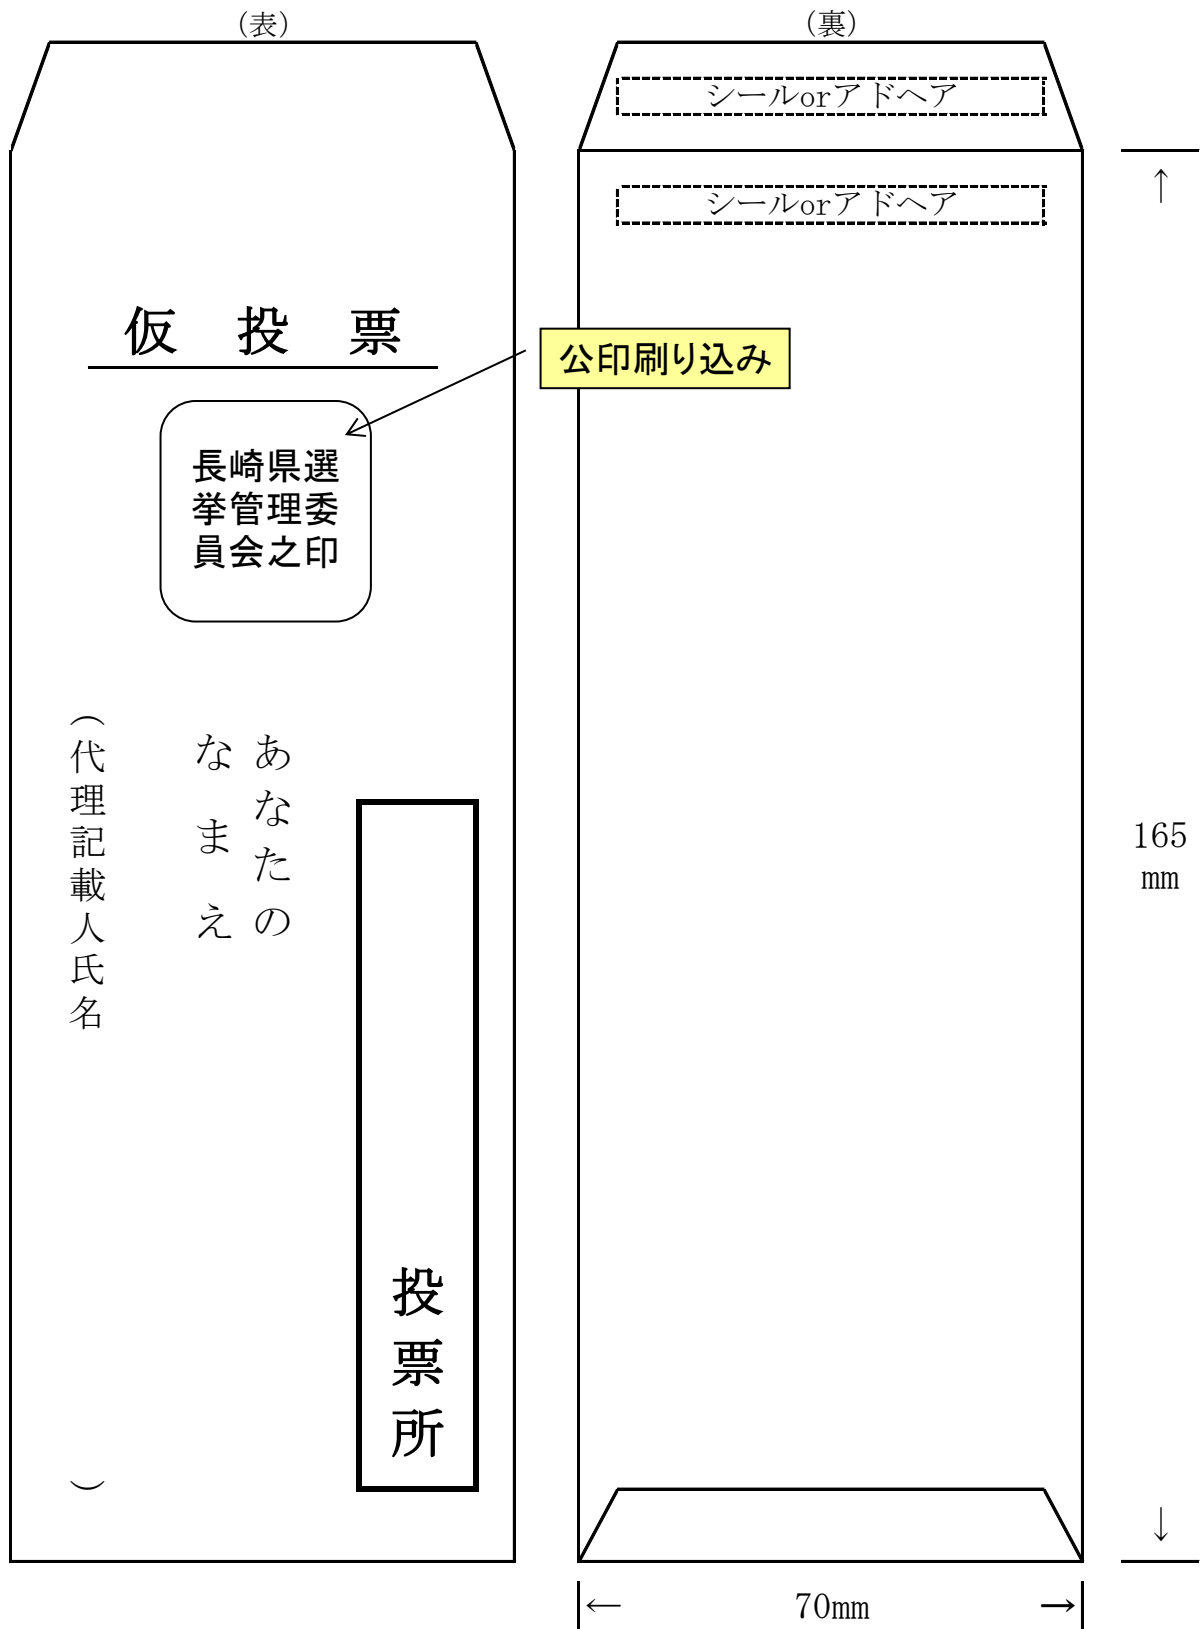 (表)
仮 投 票
長崎県選
挙管理委
員会之印
公印刷り込み
投票所
あなたの
なまえ
(代理記載人氏名 )
(裏)
シールorアドヘア
シールorアドヘア
↑
165
mm
↓
← 70mm →